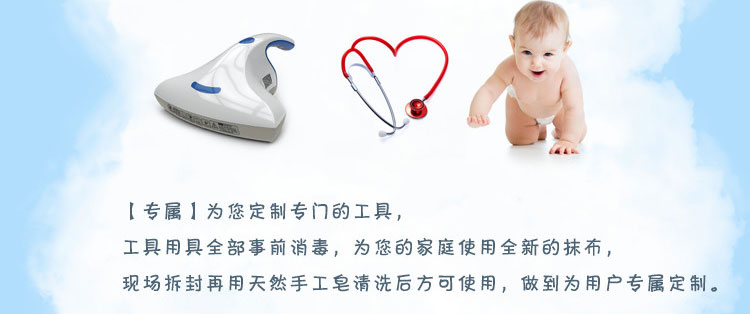 【专属】为您定制专门的工具，
工具用具全部事前消毒，为您的家庭使用全新的抹布，
现场拆封再用天然手工皂清洗后方可使用，做到为用户专属定制。